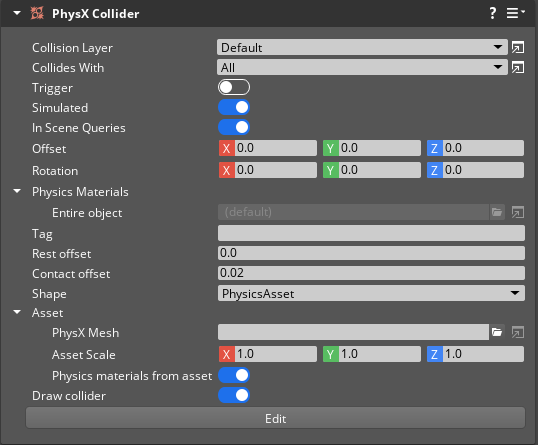 PhysX Collider ?
Collision Layer Default
Collides With All
Trigger
Simulated
In Scene Queries
Offset X 0.0 Y 0.0 Z 0.0
Rotation X 0.0 Y 0.0 Z 0.0
Physics Materials
Entire object (default)
Tag
Rest offset 0.0
Contact offset 0.02
Shape PhysicsAsset
Asset
PhysX Mesh
Asset Scale X 1.0 Y 1.0 Z 1.0
Physics materials from asset
Draw collider
Edit